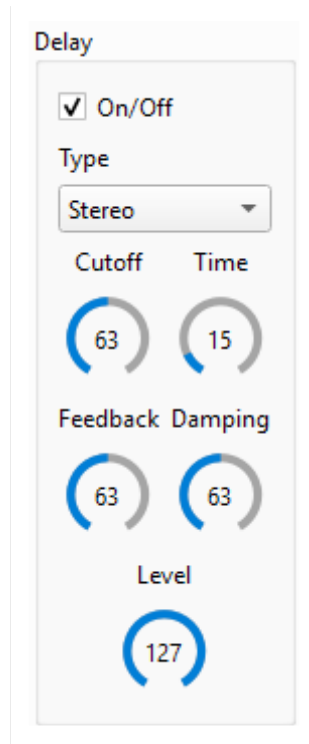 Delay
On/Off
Type
Stereo
Cutoff Time
63 15
Feedback Damping
63 63
Level
127